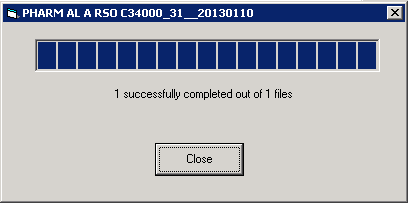 PHARM AL A RSO C34000_31__20130110
1 successfully completed out of 1 files
Close